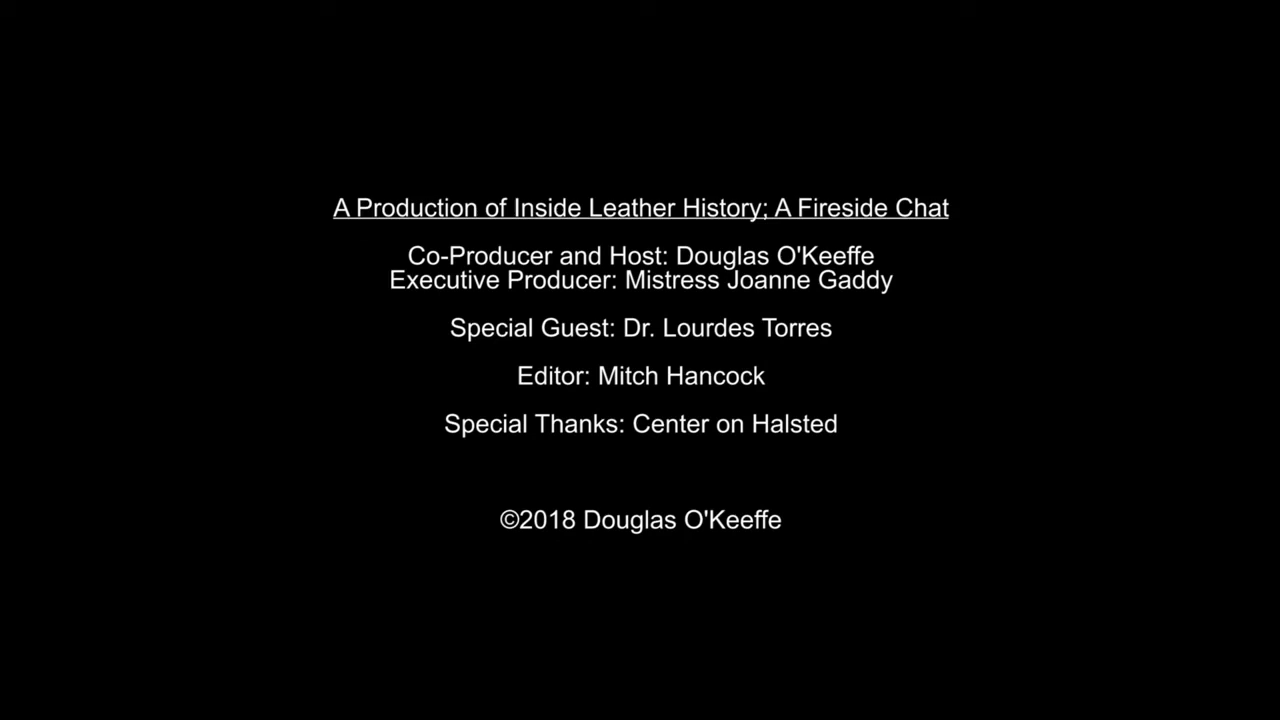 A Production of Inside Leather History; A Fireside Chat
Co-Producer and Host: Douglas O'Keeffe
Executive Producer: Mistress Joanne Gaddy
Special Guest: Dr. Lourdes Torres
Editor: Mitch Hancock
Special Thanks: Center on Halsted
©2018 Douglas O'Keeffe